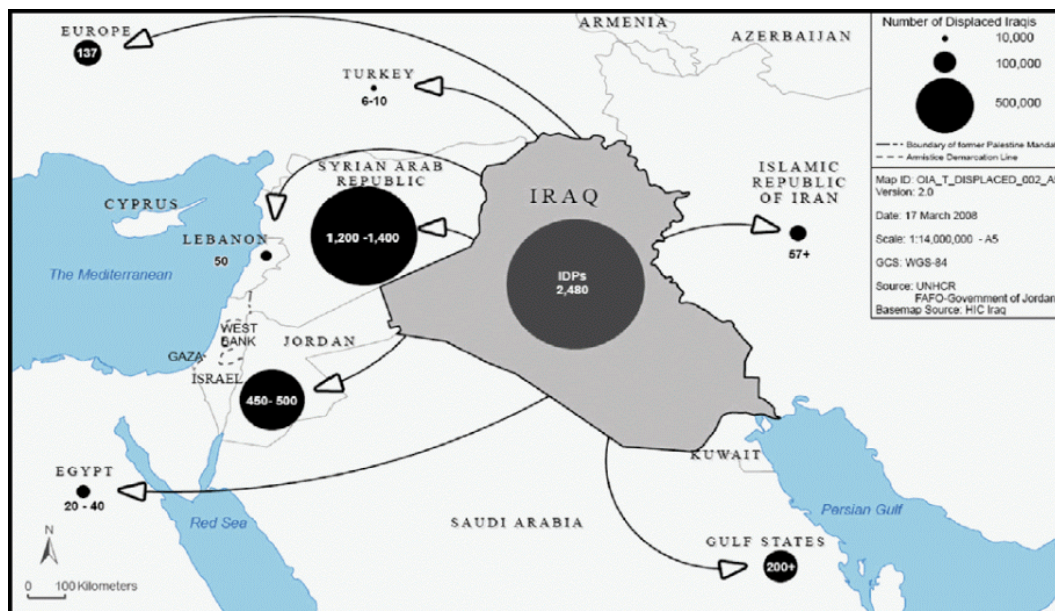 EUROPE
137
TURKEY
6-10
ARMENIA
AZERBAIJAN
Number of Displaced Iraqis
10,000
100,000
500,000
Boundary of former Palestine Mandat
Armistice Demarcation Line
Map ID: OIA_T_DISPLACED_002_A
Version: 2.0
Date: 17 March 2008
Scale: 1:14,000,000 - A5
GCS: WGS-84
Source: UNHCR
FAFO-Government of Jordan
Basemap Source: HIC Iraq
SYRIAN ARAB
REPUBLIC
1,200 -1,400
IRAQ
IDPs
2,480
ISLAMIC
REPUBLIC
OF IRAN
57+
CYPRUS
LEBANON
50
The Mediterranean
WEST
BANK
GAZA
ISRAEL
JORDAN
450- 500
EGYPT
20 - 40
Red Sea
SAUDI ARABIA
KUWAIT
Persian Gulf
GULF STATES
200+
N
0 100 Kilometers